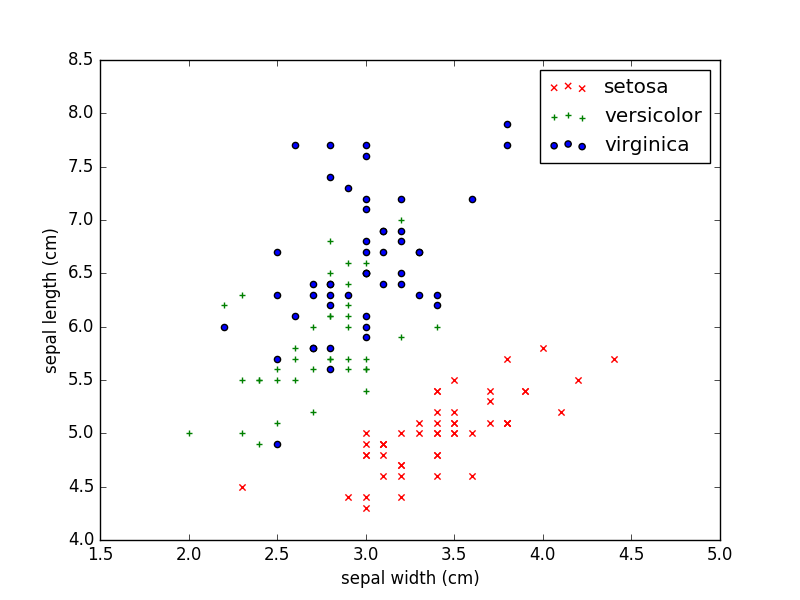 8.5
8.0
7.5
7.0
6.5
6.0
5.5
5.0
4.5
4.0
sepal length (cm)
setosa
versicolor
virginica
1.5 2.0 2.5 3.0 3.5 4.0 4.5 5.0
sepal width (cm)